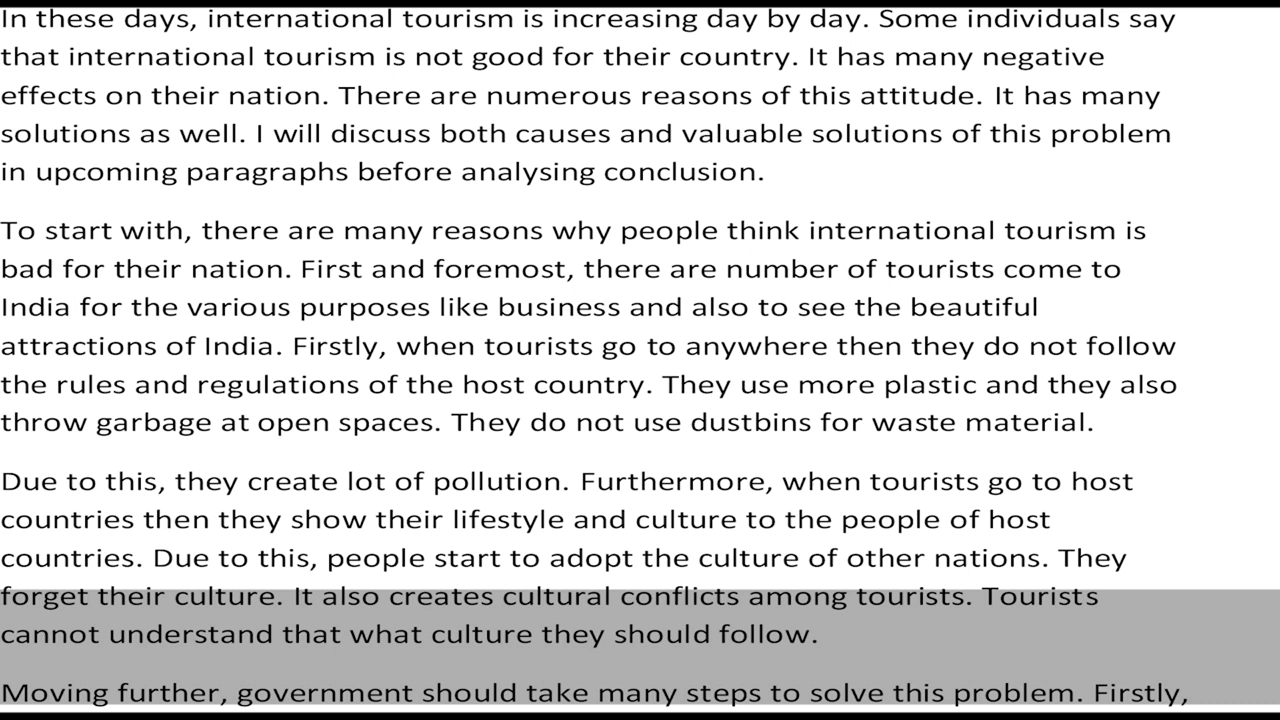 In these days, international tourism is increasing day by day. Some individuals say
that international tourism is not good for their country. It has many negative
effects on their nation. There are numerous reasons of this attitude. It has many
solutions as well. I will discuss both causes and valuable solutions of this problem
in upcoming paragraphs before analysing conclusion.
To start with, there are many reasons why people think international tourism is
bad for their nation. First and foremost, there are number of tourists come to
India for the various purposes like business and also to see the beautiful
attractions of India. Firstly, when tourists go to anywhere then they do not follow
the rules and regulations of the host country. They use more plastic and they also
throw garbage at open spaces. They do not use dustbins for waste material.
Due to this, they create lot of pollution. Furthermore, when tourists go to host
countries then they show their lifestyle and culture to the people of host
countries. Due to this, people start to adopt the culture of other nations. They
forget their culture. It also creates cultural conflicts among tourists. Tourists
cannot understand that what culture they should follow.
Moving further, government should take many steps to solve this problem. Firstly,